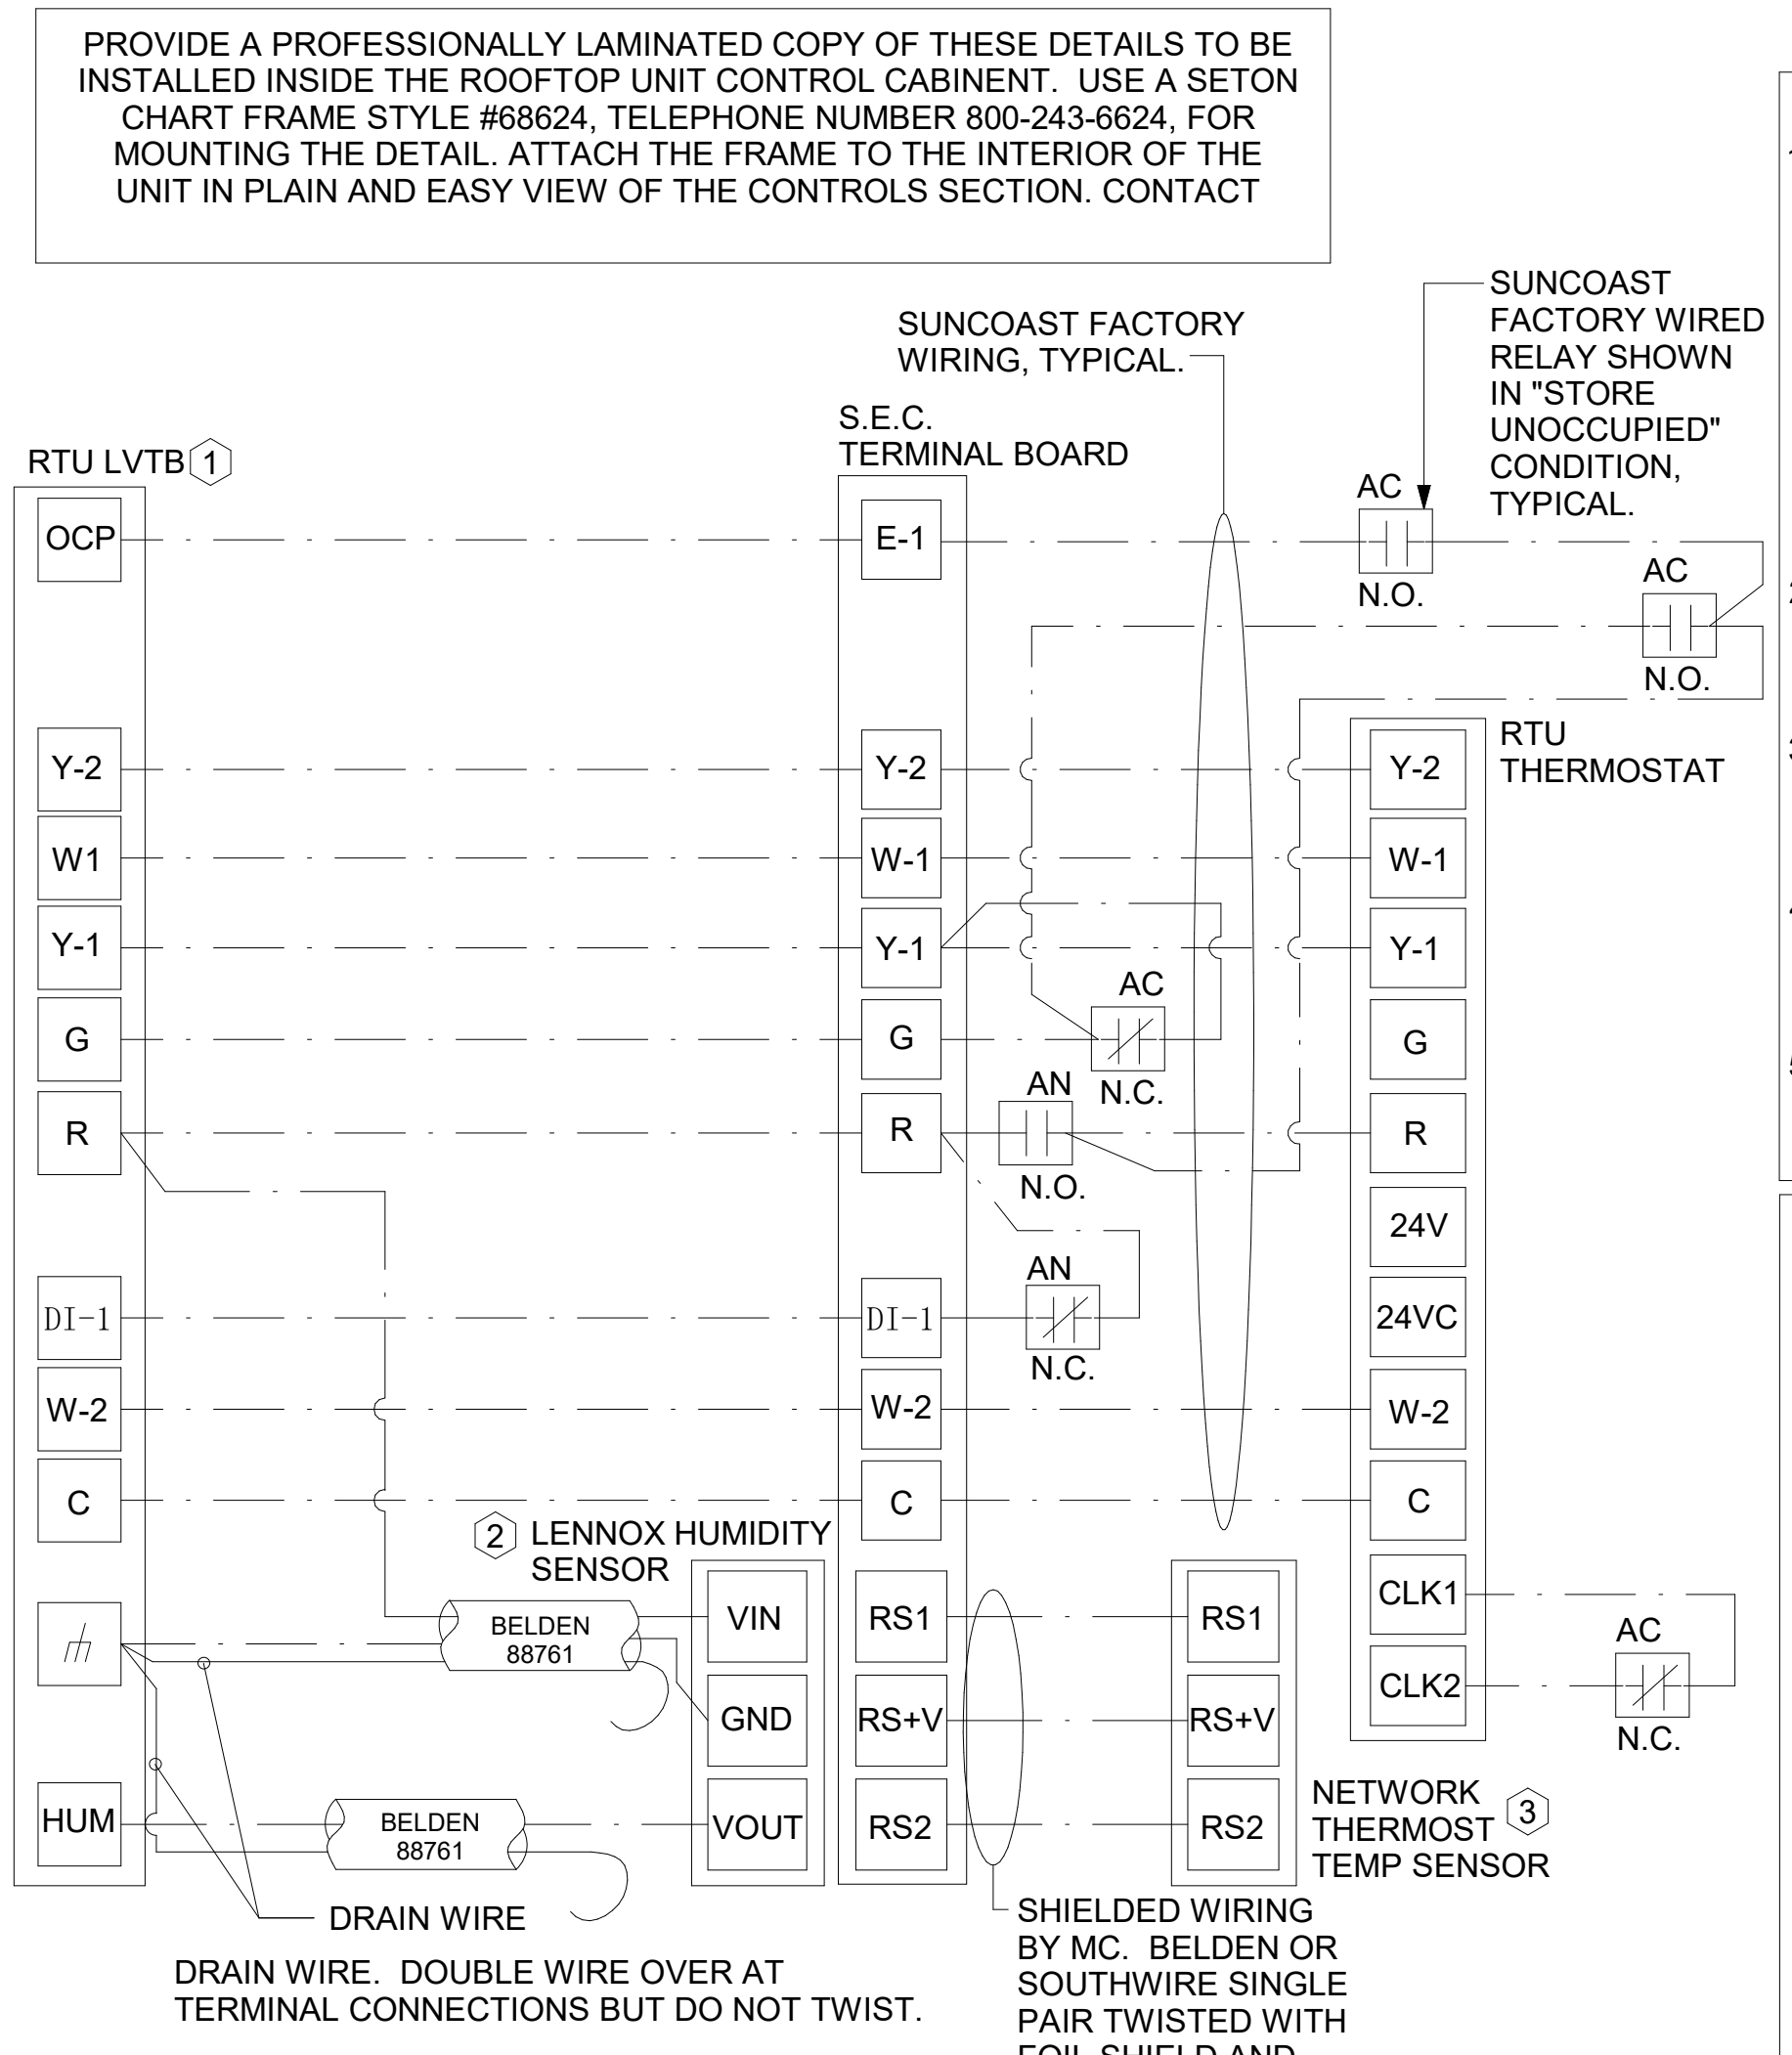 PROVIDE A PROFESSIONALLY LAMINATED COPY OF THESE DETAILS TO BE
INSTALLED INSIDE THE ROOFTOP UNIT CONTROL CABINENT. USE A SETON
CHART FRAME STYLE #68624, TELEPHONE NUMBER 800-243-6624, FOR
MOUNTING THE DETAIL. ATTACH THE FRAME TO THE INTERIOR OF THE
UNIT IN PLAIN AND EASY VIEW OF THE CONTROLS SECTION. CONTACT
SUNCOAST
FACTORY WIRED
RELAY SHOWN
IN "STORE
UNOCCUPIED"
CONDITION,
TYPICAL.
SUNCOAST FACTORY
WIRING, TYPICAL.
S.E.C.
TERMINAL BOARD
RTU LVTB 1
OCP
Y-2
W1
Y-1
G
R
DI-1
W-2
C
HUM
E-1
Y-2
W-1
Y-1
G
R
DI-1
W-2
C
RS1
RS+V
RS2
AC
N.O.
AC
N.O.
AC
N.C.
AN
N.O.
AN
N.C.
RTU
THERMOSTAT
Y-2
W-1
Y-1
G
R
24V
24VC
W-2
C
CLK1
CLK2
AC
N.C.
2 LENNOX HUMIDITY
SENSOR
VIN
GND
VOUT
BELDEN
88761
BELDEN
88761
RS1
RS+V
RS2
NETWORK
THERMOST 3
TEMP SENSOR
DRAIN WIRE
DRAIN WIRE. DOUBLE WIRE OVER AT
TERMINAL CONNECTIONS BUT DO NOT TWIST.
SHIELDED WIRING
BY MC. BELDEN OR
SOUTHWIRE SINGLE
PAIR TWISTED WITH
FOIL SHIELD AND